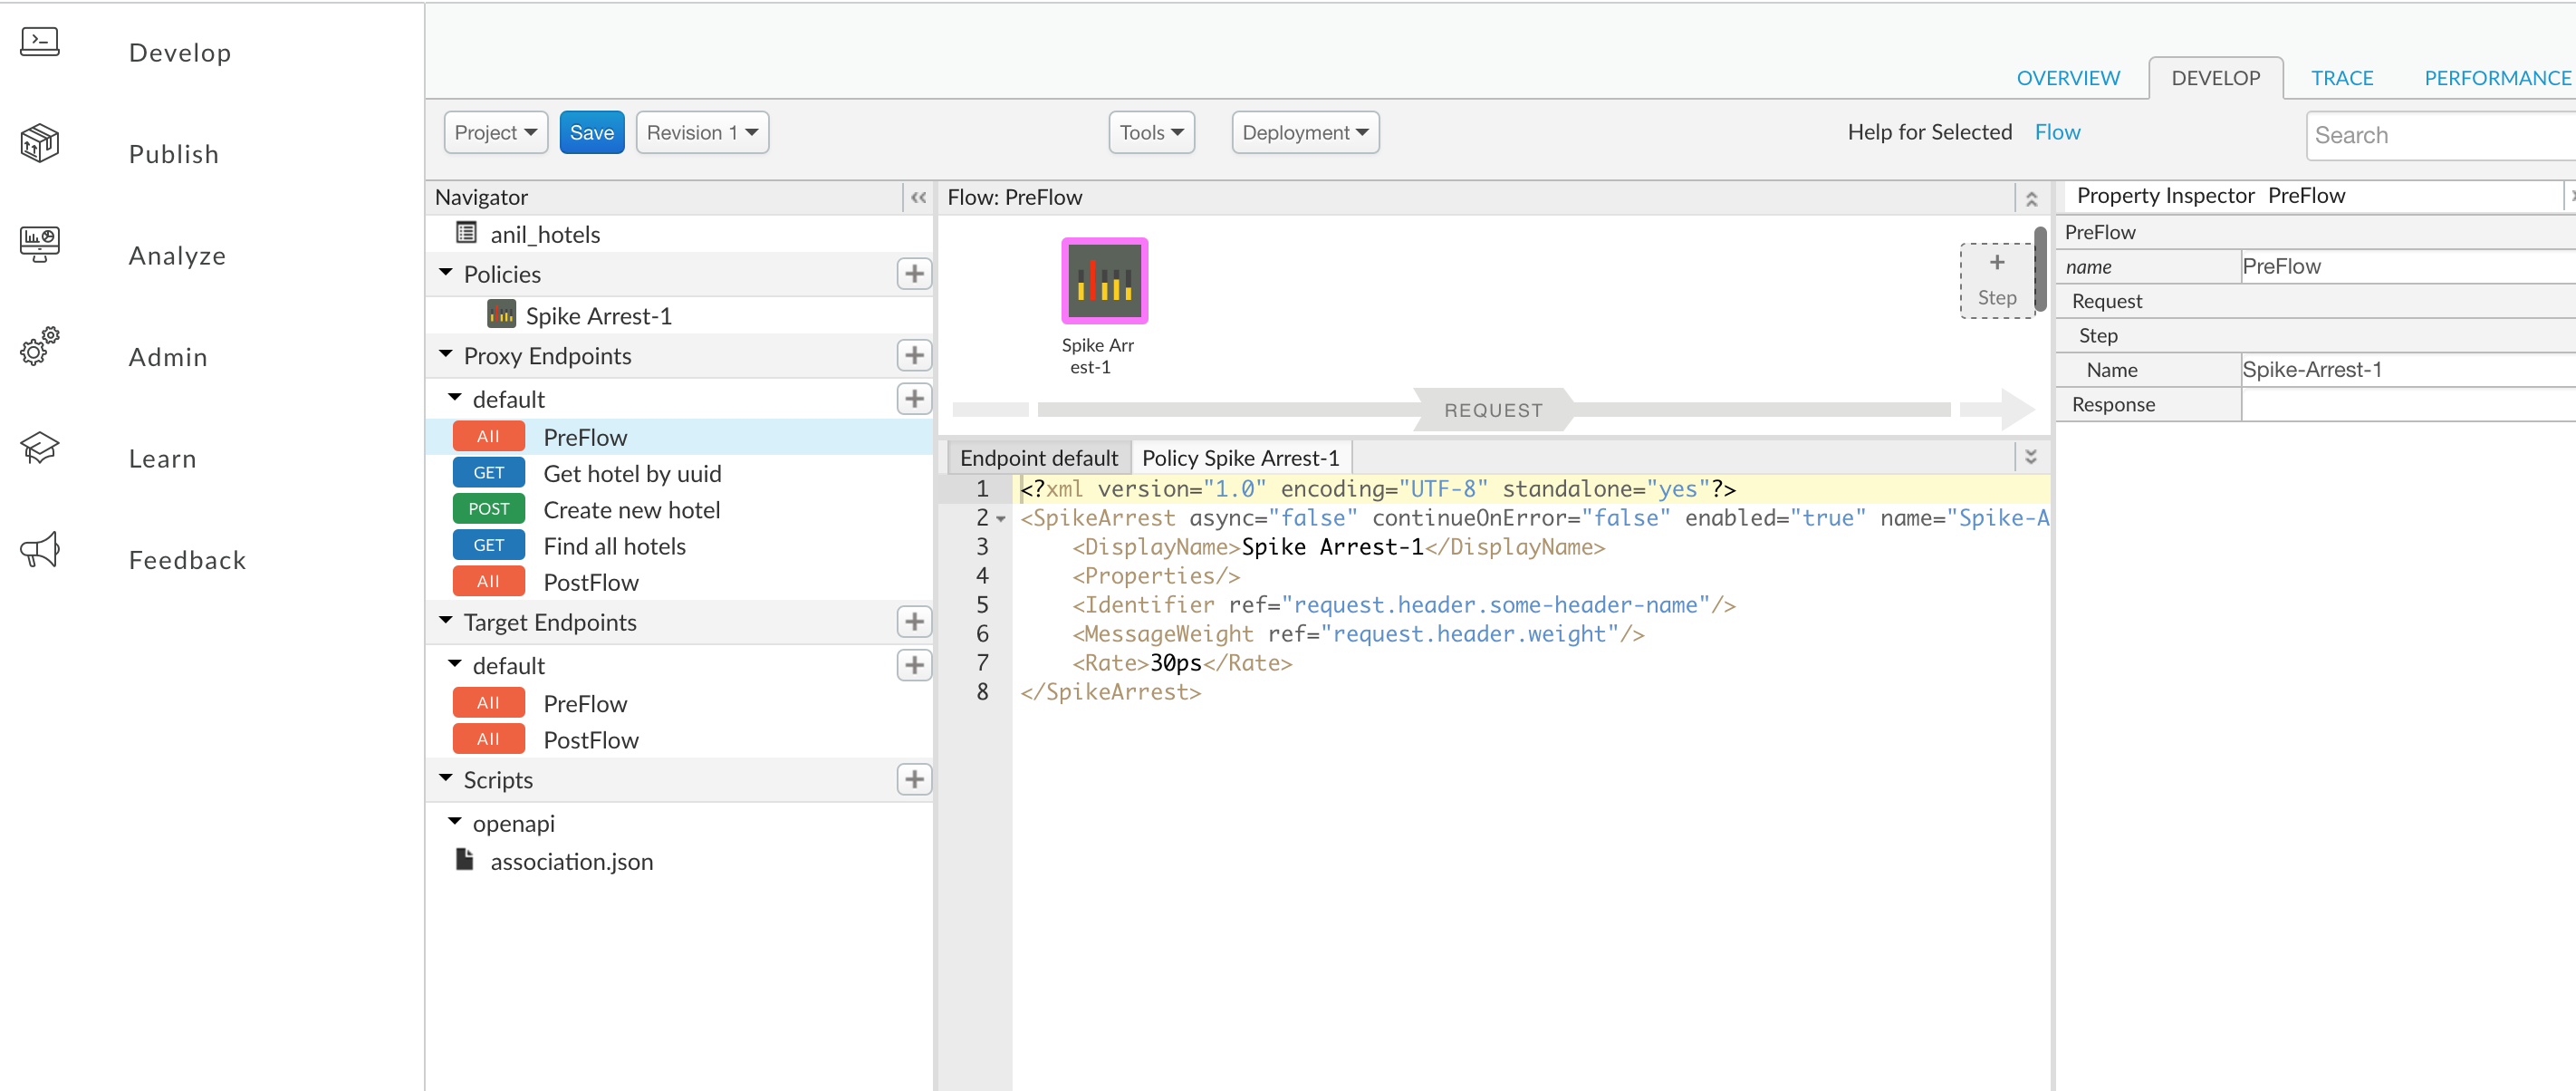 Develop
Publish
Analyze
Admin
Learn
Feedback
OVERVIEW DEVELOP TRACE PERFORMANCE
Project Save Revision 1 Tools Deployment Help for Selected Flow Search
Navigator
anil_hotels
Policies
Spike Arrest-1
Proxy Endpoints
default
All PreFlow
GET Get hotel by uuid
POST Create new hotel
GET Find all hotels
All PostFlow
Target Endpoints
default
All PreFlow
All PostFlow
Scripts
openapi
association.json
Flow: PreFlow
Spike Arr
est-1
+
Step
REQUEST
Endpoint default Policy Spike Arrest-1
1 <?xml version="1.0" encoding="UTF-8" standalone="yes"?>
2 <SpikeArrest async="false" continueOnError="false" enabled="true" name="Spike-A
3 <DisplayName>Spike Arrest-1</DisplayName>
4 <Properties/>
5 <Identifier ref="request.header.some-header-name"/>
6 <MessageWeight ref="request.header.weight"/>
7 <Rate>30ps</Rate>
8 </SpikeArrest>
Property Inspector PreFlow
PreFlow
name PreFlow
Request
Step
Name Spike-Arrest-1
Response